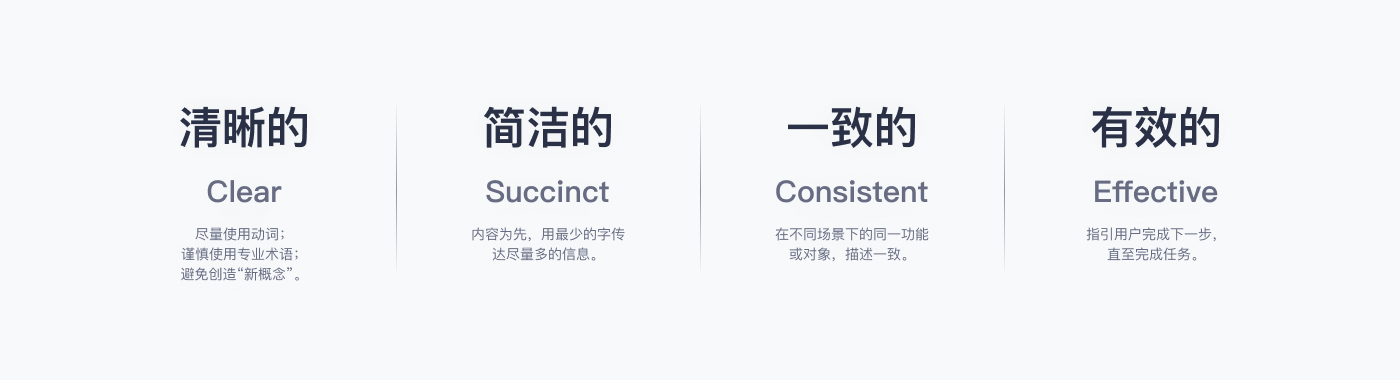 清晰的
Clear
尽量使用动词；
谨慎使用专业术语；
避免创造“新概念”。
简洁的
Succinct
内容为先，用最少的字传
达尽量多的信息。
一致的
Consistent
在不同场景下的同一功能
或对象，描述一致。
有效的
Effective
指引用户完成下一步，
直至完成任务。